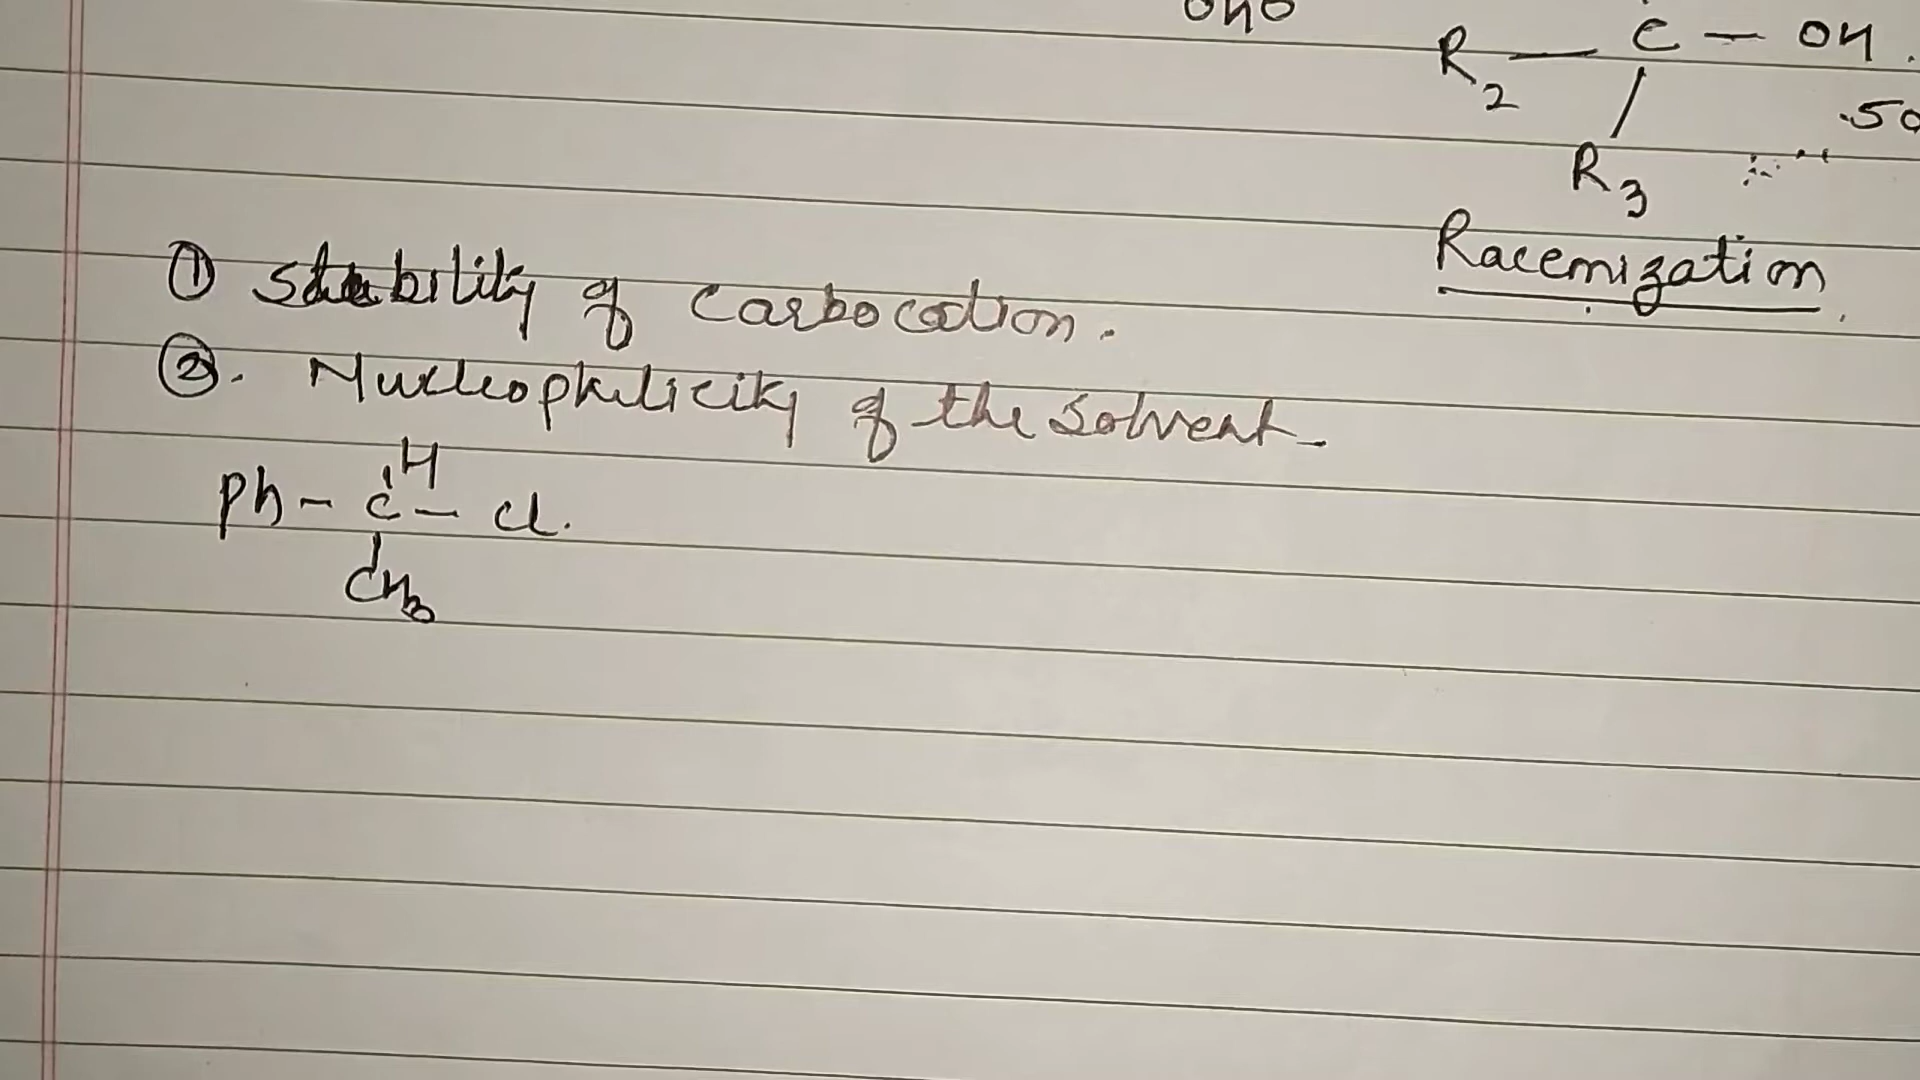 R2 — C — OH.
R3
Racemization
① Stability of Carbocation.
②. Nucleophilicity of the Solvent-
H
Ph - C - Cl.
CH3